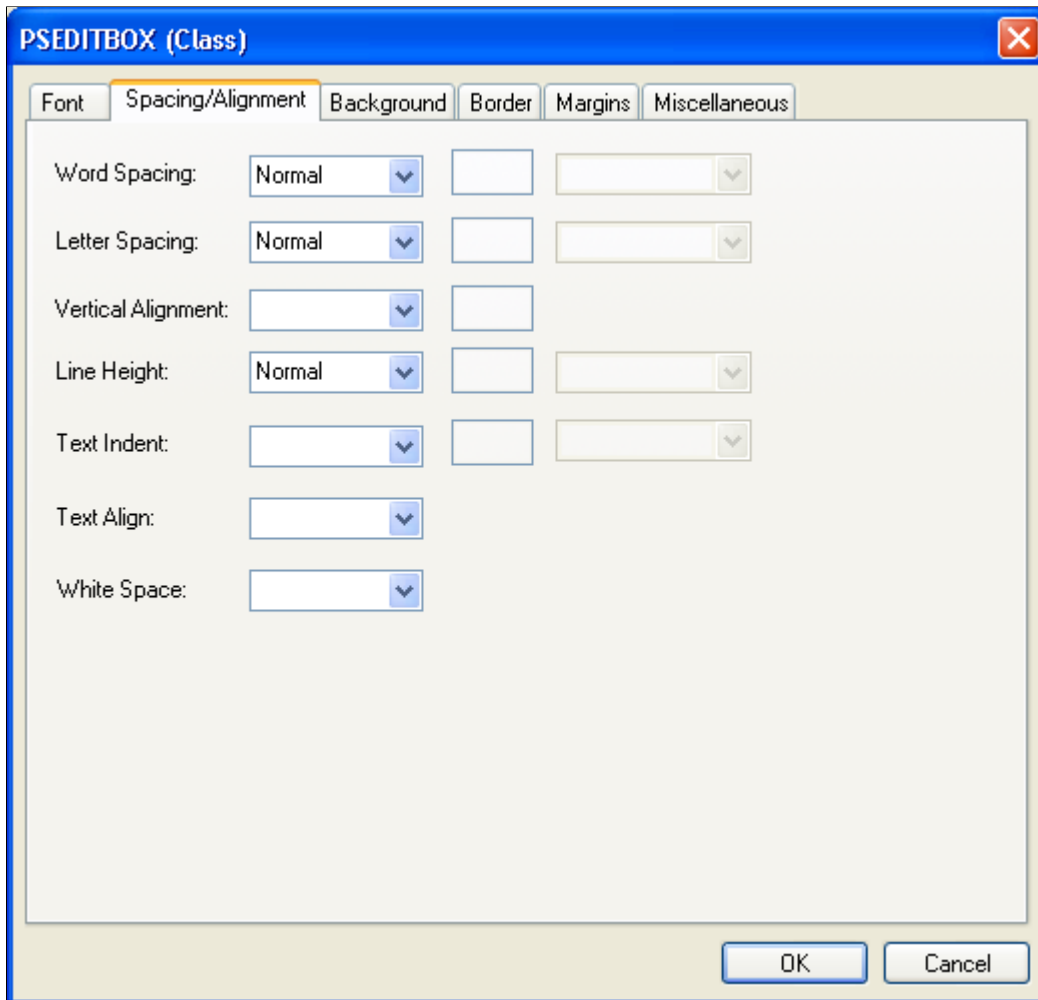 PSEDITBOX (Class)
Font Spacing/Alignment Background Border Margins Miscellaneous
Word Spacing: Normal
Letter Spacing: Normal
Vertical Alignment:
Line Height: Normal
Text Indent:
Text Align:
White Space:
OK Cancel